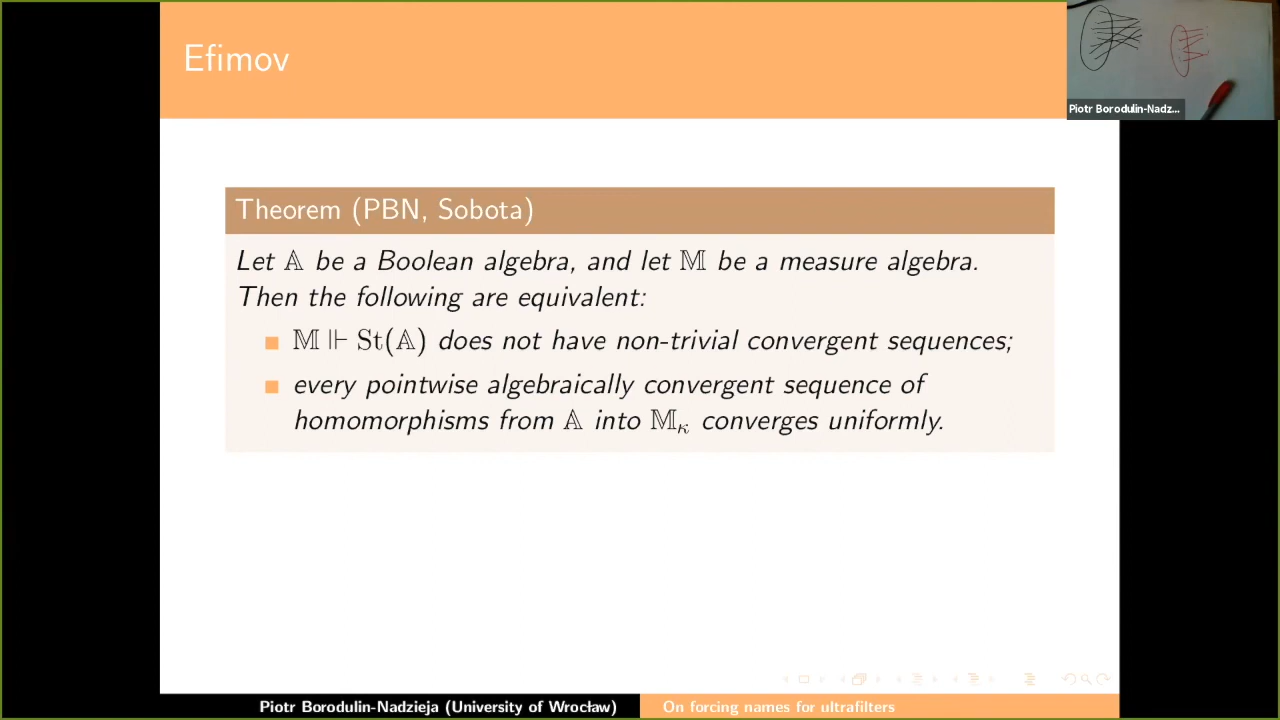 Efimov
Piotr Borodulin-Nadz...
Theorem (PBN, Sobota)
Let 𝔸 be a Boolean algebra, and let 𝕄 be a measure algebra.
Then the following are equivalent:
𝕄 ⊩ St(𝔸) does not have non-trivial convergent sequences;
every pointwise algebraically convergent sequence of
homomorphisms from 𝔸 into 𝕄κ converges uniformly.
Piotr Borodulin-Nadzieja (University of Wrocław)
On forcing names for ultrafilters